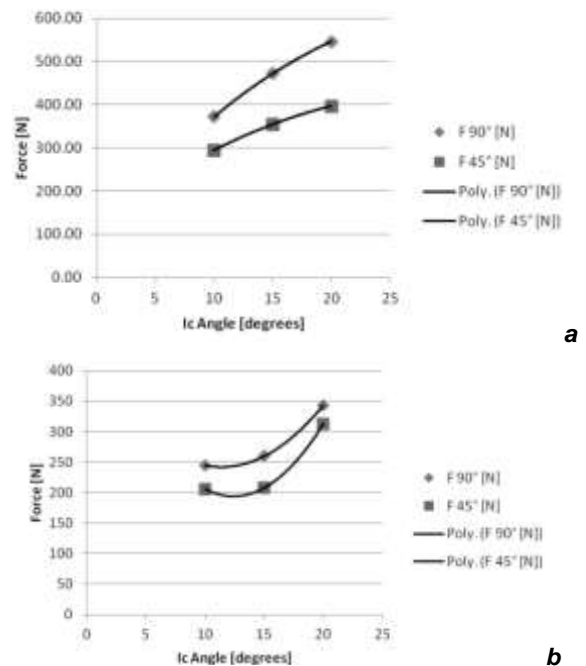 600.00
500.00
400.00
300.00
200.00
100.00
0.00
0 5 10 15 20 25
Force [N]
Ic Angle [degrees]
F 90° [N]
F 45° [N]
Poly. (F 90° [N])
Poly. (F 45° [N])
a
400
350
300
250
200
150
100
50
0
0 5 10 15 20 25
Force [N]
Ic Angle [degrees]
F 90° [N]
F 45° [N]
Poly. (F 90° [N])
Poly. (F 45° [N])
b